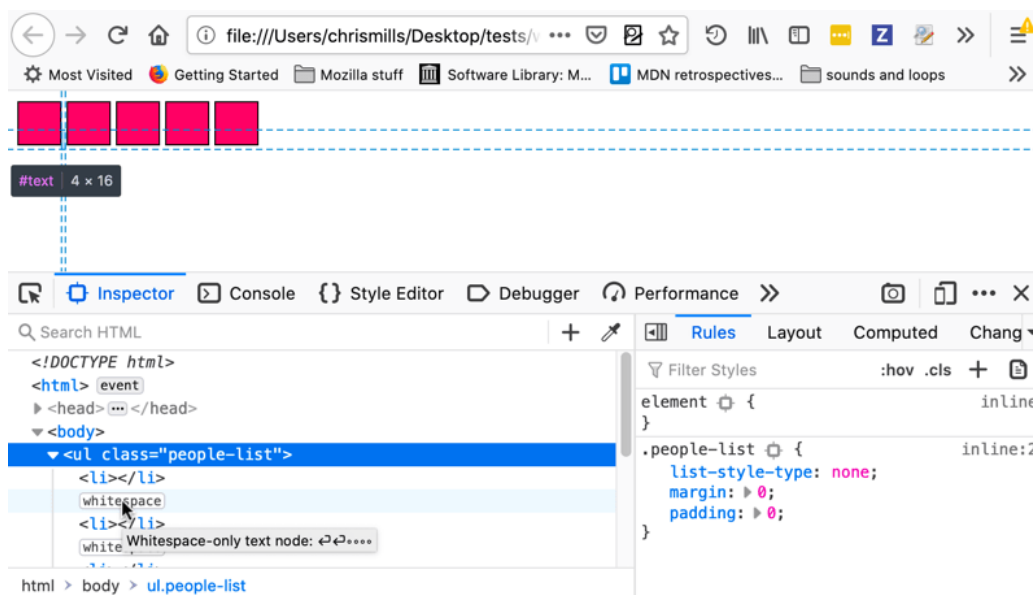 file:///Users/chrismills/Desktop/tests/
Z
Most Visited Getting Started Mozilla stuff Software Library: M... MDN retrospectives... sounds and loops
#text 4 × 16
Inspector Console {} Style Editor Debugger Performance
Search HTML
Rules Layout Computed Chang
<!DOCTYPE html>
Filter Styles :hov .cls
<html> event
<head> ••• </head>
element { inline
}
<body>
<ul class="people-list">
.people-list { inline:2
<li></li>
list-style-type: none;
whitespace
margin: 0;
<li></li>
padding: 0;
Whitespace-only text node: ⏎⏎◦◦◦◦
}
html > body > ul.people-list